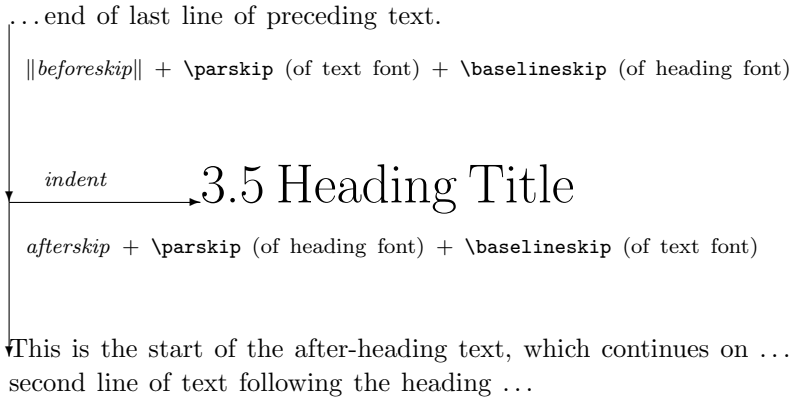 ...end of last line of preceding text.
‖beforeskip‖ + \parskip (of text font) + \baselineskip (of heading font)
indent
3.5 Heading Title
afterskip + \parskip (of heading font) + \baselineskip (of text font)
This is the start of the after-heading text, which continues on ...
second line of text following the heading ...